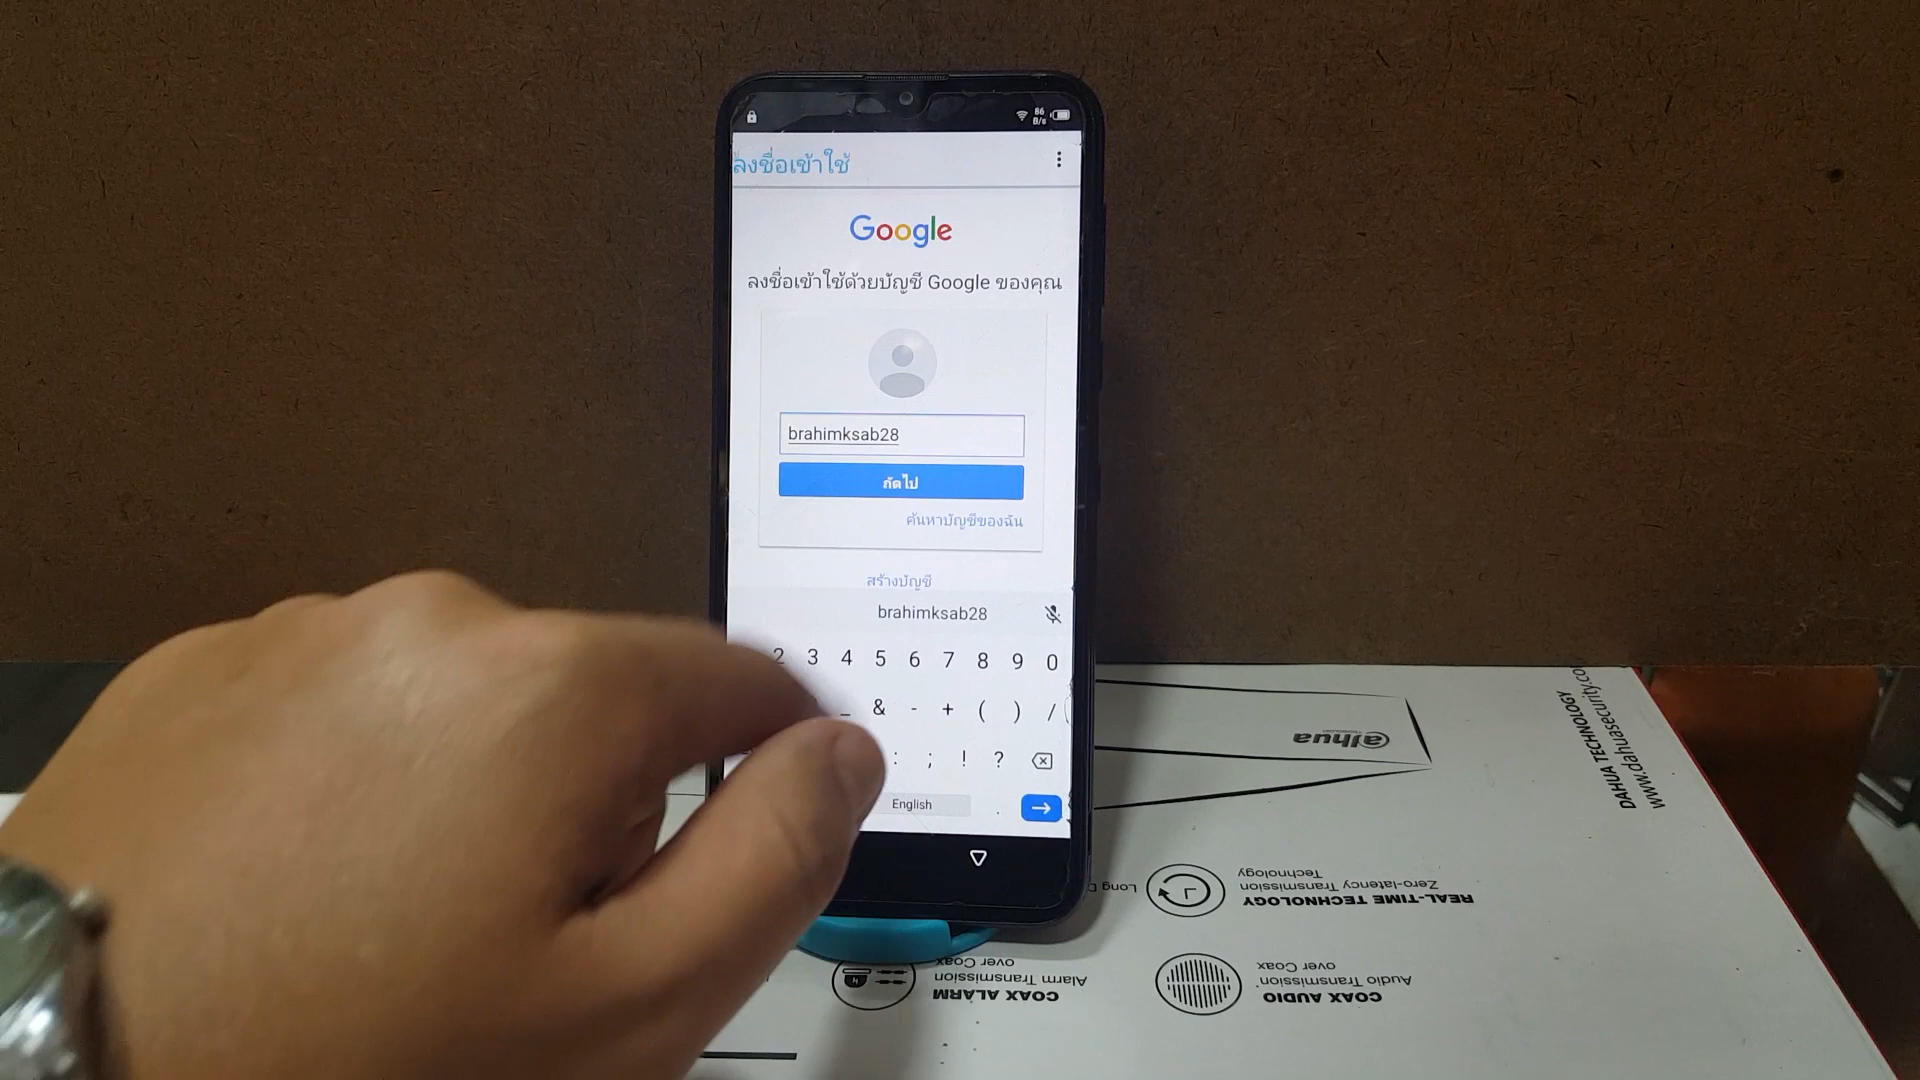 86
B/s
ลงชื่อเข้าใช้
Google
ลงชื่อเข้าใช้ด้วยบัญชี Google ของคุณ
brahimksab28
ถัดไป
ค้นหาบัญชีของฉัน
สร้างบัญชี
brahimksab28
2 3 4 5 6 7 8 9 0
_ & - + ( ) /
: ; ! ?
English .
alhua
DAHUA TECHNOLOGY
www.dahuasecurity.co
Long D
REAL-TIME TECHNOLOGY
Zero-latency Transmission
Technology
COAX ALARM
Alarm Transmission
over Coax
COAX AUDIO
Audio Transmission
over Coax